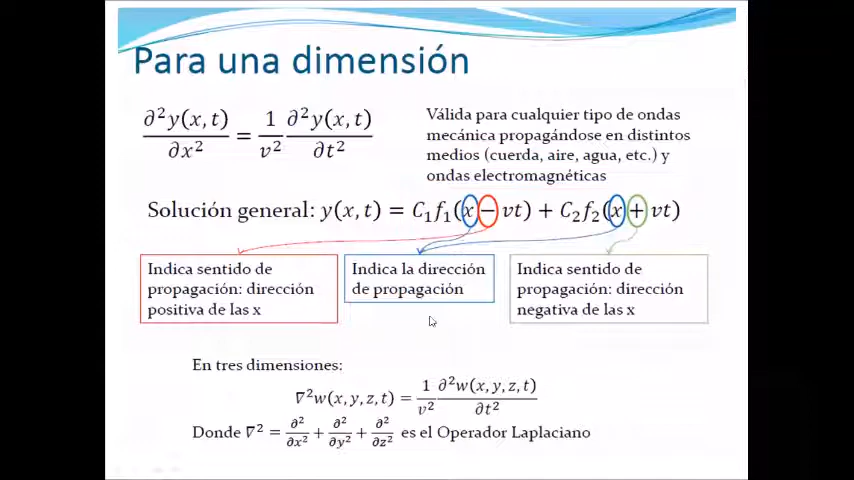 Para una dimensión
∂²y(x, t)/∂x² = 1/v² ∂²y(x, t)/∂t²
Válida para cualquier tipo de ondas
mecánica propagándose en distintos
medios (cuerda, aire, agua, etc.) y
ondas electromagnéticas
Solución general: y(x, t) = C₁f₁(x − vt) + C₂f₂(x + vt)
Indica sentido de
propagación: dirección
positiva de las x
Indica la dirección
de propagación
Indica sentido de
propagación: dirección
negativa de las x
En tres dimensiones:
∇²w(x, y, z, t) = 1/v² ∂²w(x, y, z, t)/∂t²
Donde ∇² = ∂²/∂x² + ∂²/∂y² + ∂²/∂z² es el Operador Laplaciano